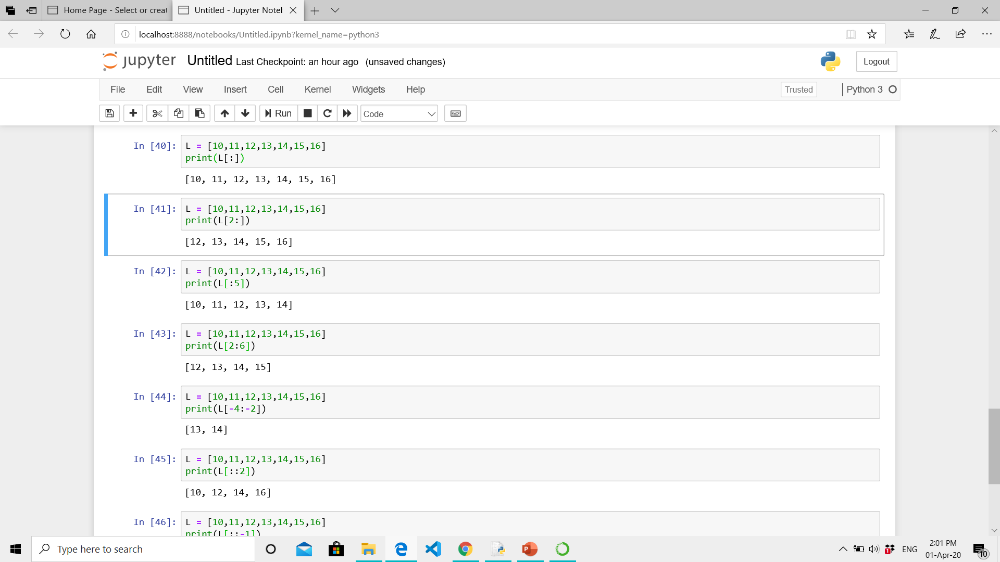 Home Page - Select or creat
Untitled - Jupyter Noteb
localhost:8888/notebooks/Untitled.ipynb?kernel_name=python3
jupyter Untitled Last Checkpoint: an hour ago (unsaved changes)
Logout
File Edit View Insert Cell Kernel Widgets Help
Trusted
Python 3
Run
Code
In [40]: L = [10,11,12,13,14,15,16]
print(L[:])
[10, 11, 12, 13, 14, 15, 16]
In [41]: L = [10,11,12,13,14,15,16]
print(L[2:])
[12, 13, 14, 15, 16]
In [42]: L = [10,11,12,13,14,15,16]
print(L[:5])
[10, 11, 12, 13, 14]
In [43]: L = [10,11,12,13,14,15,16]
print(L[2:6])
[12, 13, 14, 15]
In [44]: L = [10,11,12,13,14,15,16]
print(L[-4:-2])
[13, 14]
In [45]: L = [10,11,12,13,14,15,16]
print(L[::2])
[10, 12, 14, 16]
In [46]: L = [10,11,12,13,14,15,16]
print(L[::-1])
Type here to search
P
1
ENG
2:01 PM
01-Apr-20
10